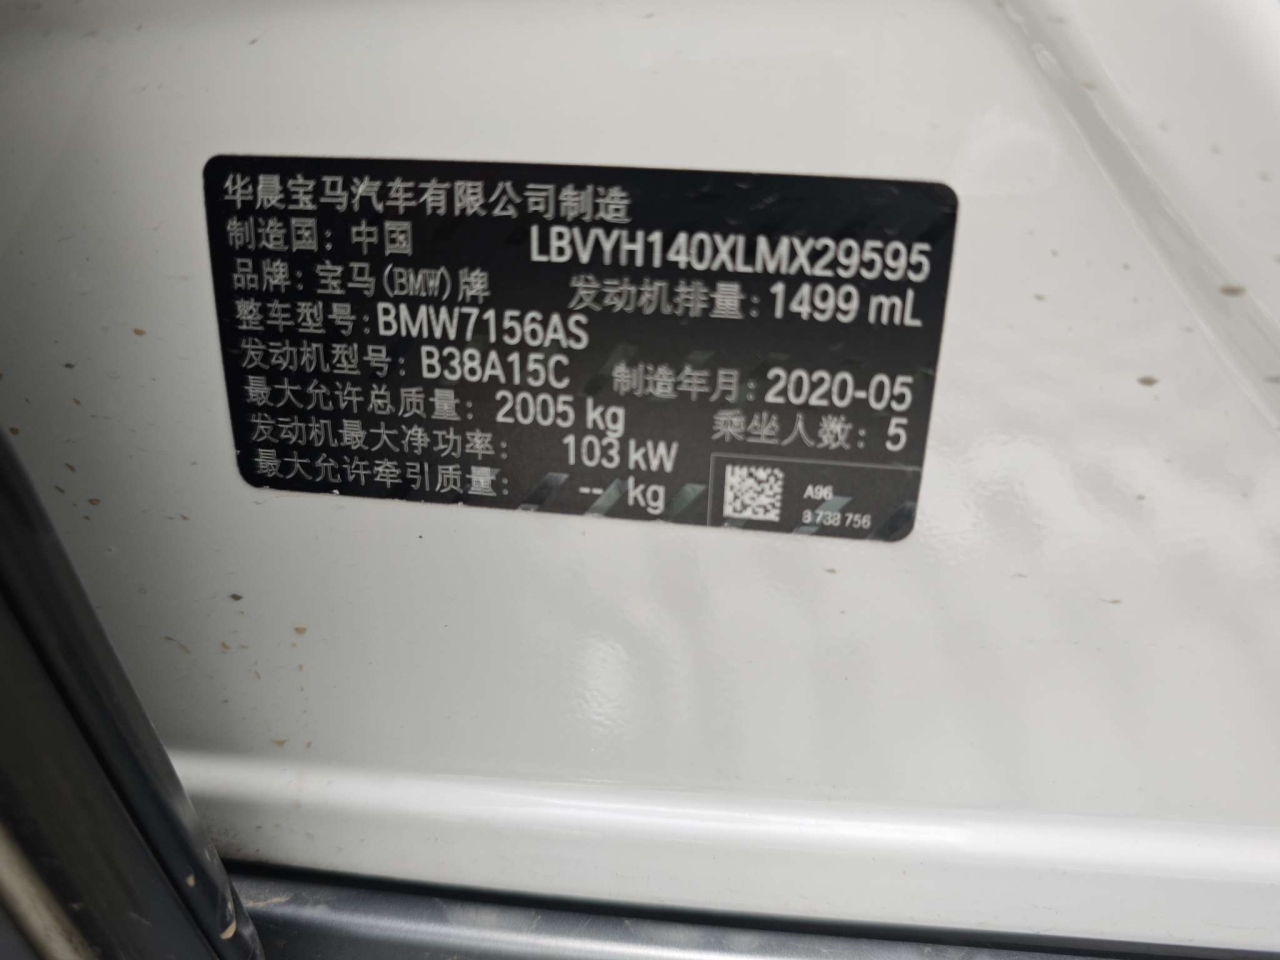 华晨宝马汽车有限公司制造
制造国：中国 LBVYH140XLMX29595
品牌：宝马(BMW)牌 发动机排量：1499 mL
整车型号：BMW7156AS
发动机型号：B38A15C 制造年月：2020-05
最大允许总质量：2005 kg 乘坐人数：5
发动机最大净功率：103 kW
最大允许牵引质量：-- kg
A96
8 738 756